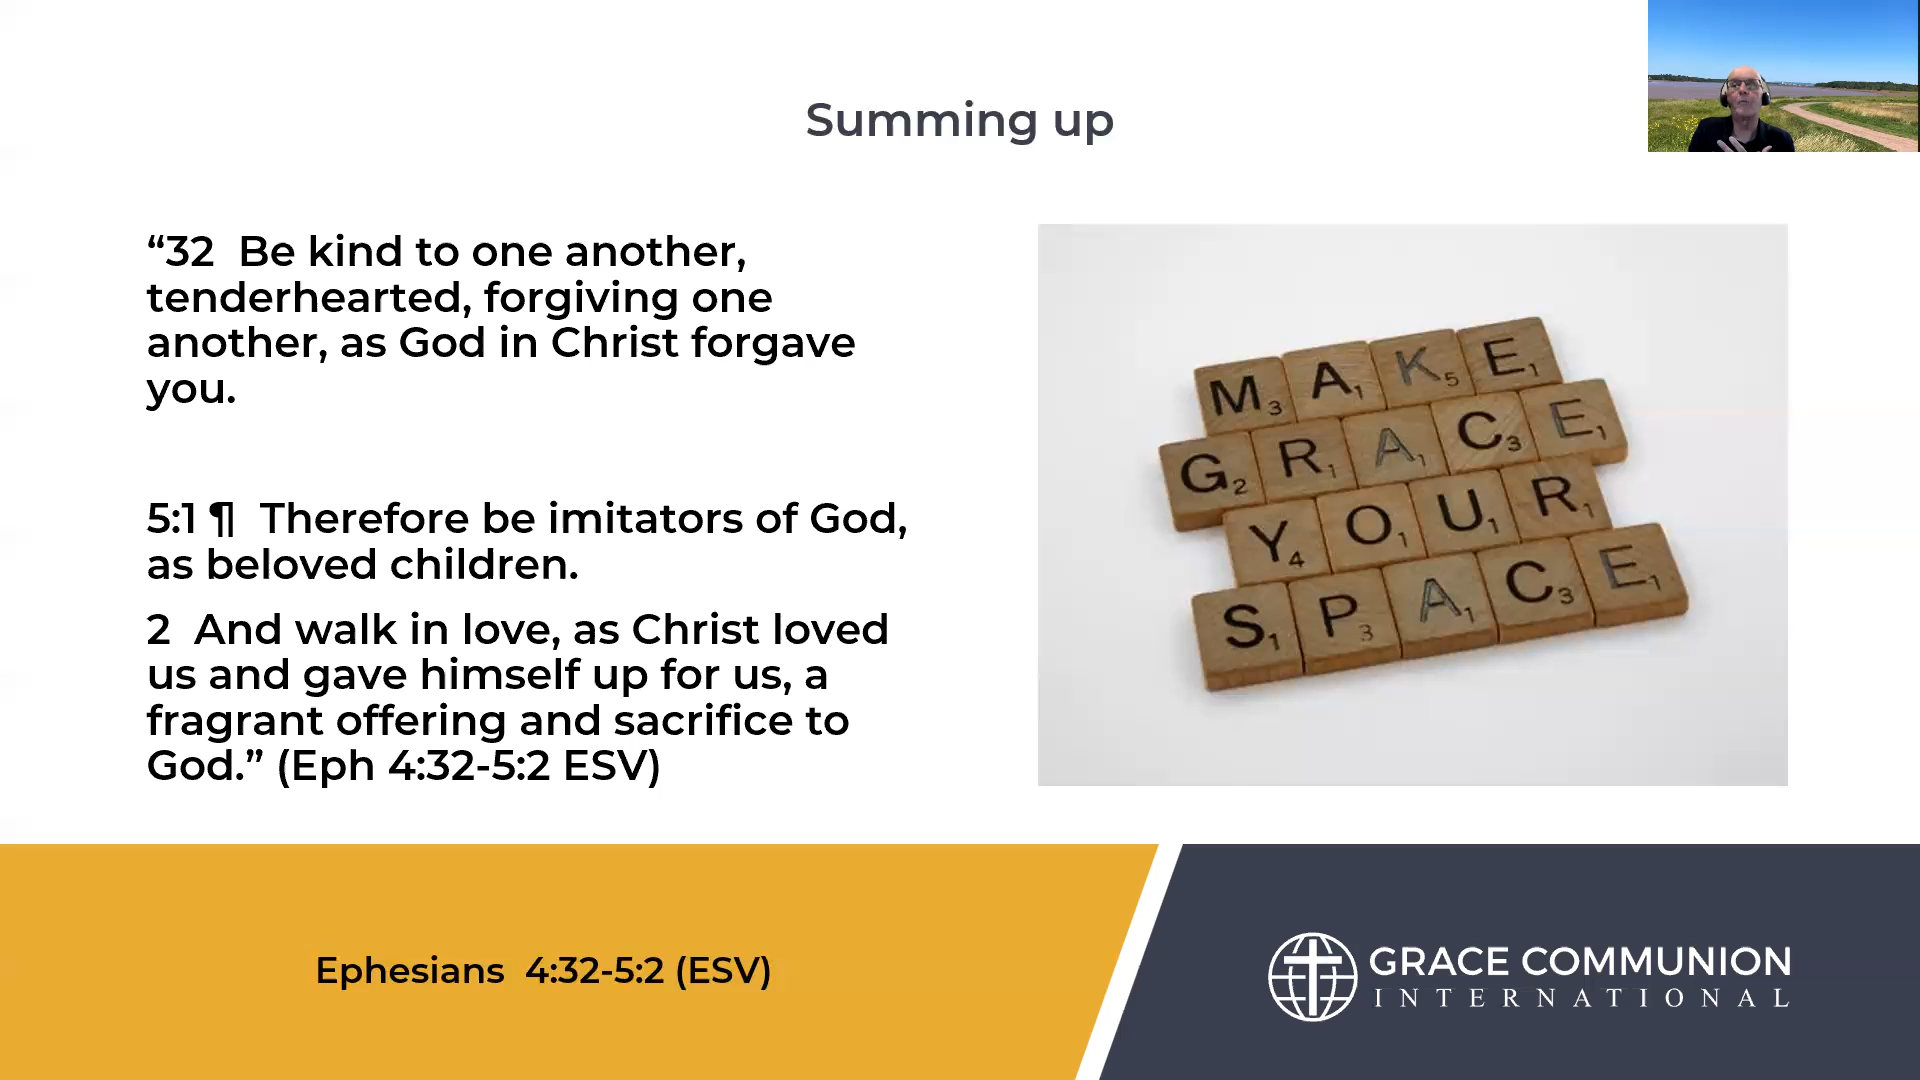 Summing up
“32  Be kind to one another,
tenderhearted, forgiving one
another, as God in Christ forgave
you.
5:1 ¶  Therefore be imitators of God,
as beloved children.
2  And walk in love, as Christ loved
us and gave himself up for us, a
fragrant offering and sacrifice to
God.” (Eph 4:32-5:2 ESV)
M3 A1 K5 E1
G2 R1 A1 C3 E1
Y4 O1 U1 R1
S1 P3 A1 C3 E1
Ephesians  4:32-5:2 (ESV)
GRACE COMMUNION
INTERNATIONAL